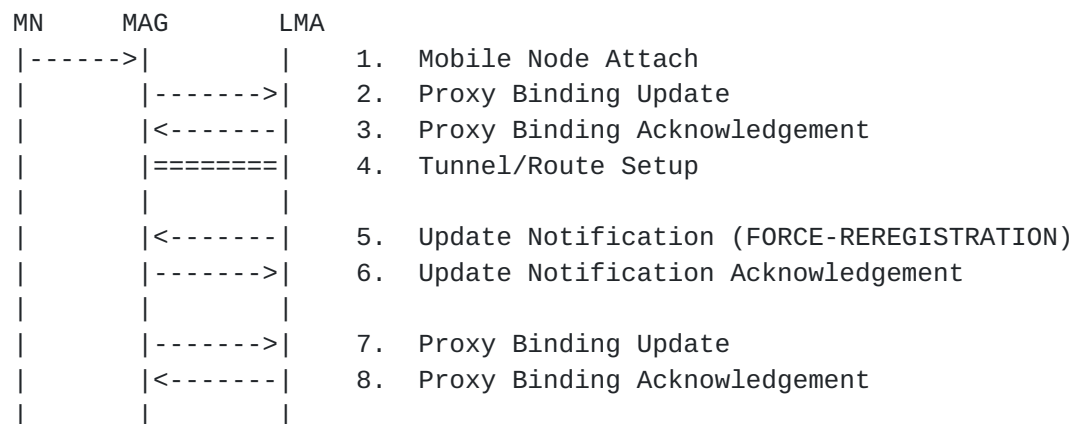 MN      MAG       LMA
|------>|         |    1.  Mobile Node Attach
|       |-------->|    2.  Proxy Binding Update
|       |<--------|    3.  Proxy Binding Acknowledgement
|       |=========|    4.  Tunnel/Route Setup
|       |         |
|       |<--------|    5.  Update Notification (FORCE-REREGISTRATION)
|       |-------->|    6.  Update Notification Acknowledgement
|       |         |
|       |-------->|    7.  Proxy Binding Update
|       |<--------|    8.  Proxy Binding Acknowledgement
|       |         |